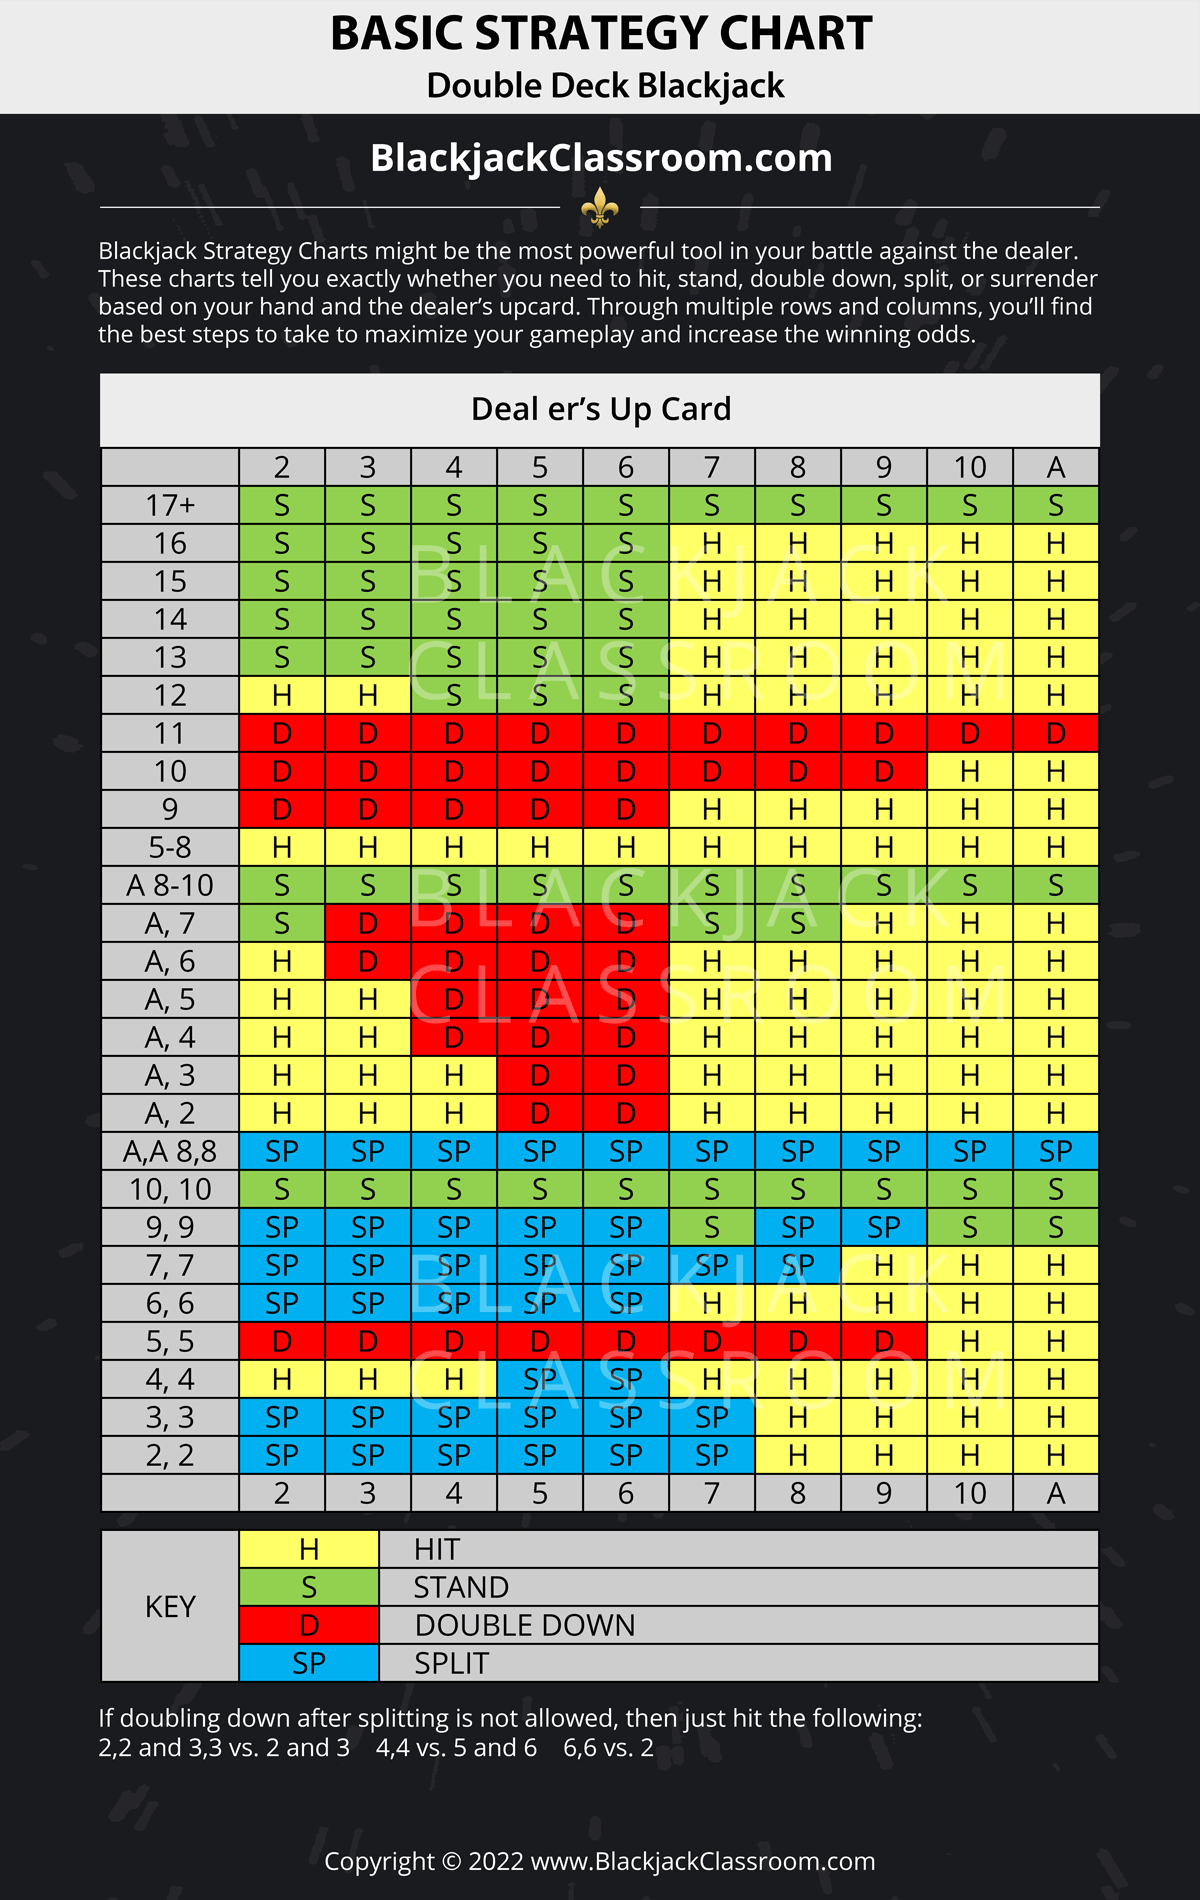 BASIC STRATEGY CHART
Double Deck Blackjack
BlackjackClassroom.com
Blackjack Strategy Charts might be the most powerful tool in your battle against the dealer.
These charts tell you exactly whether you need to hit, stand, double down, split, or surrender
based on your hand and the dealer’s upcard. Through multiple rows and columns, you’ll find
the best steps to take to maximize your gameplay and increase the winning odds.
Deal er’s Up Card
2 3 4 5 6 7 8 9 10 A
17+ S S S S S S S S S S
16 S S S S S H H H H H
15 S S S S S H H H H H
14 S S S S S H H H H H
13 S S S S S H H H H H
12 H H S S S H H H H H
11 D D D D D D D D D D
10 D D D D D D D D H H
9 D D D D D H H H H H
5-8 H H H H H H H H H H
A 8-10 S S S S S S S S S S
A, 7 S D D D D S S H H H
A, 6 H D D D D H H H H H
A, 5 H H D D D H H H H H
A, 4 H H D D D H H H H H
A, 3 H H H D D H H H H H
A, 2 H H H D D H H H H H
A,A 8,8 SP SP SP SP SP SP SP SP SP SP
10, 10 S S S S S S S S S S
9, 9 SP SP SP SP SP S SP SP S S
7, 7 SP SP SP SP SP SP SP H H H
6, 6 SP SP SP SP SP H H H H H
5, 5 D D D D D D D D H H
4, 4 H H H SP SP H H H H H
3, 3 SP SP SP SP SP SP H H H H
2, 2 SP SP SP SP SP SP H H H H
2 3 4 5 6 7 8 9 10 A
BLACKJACK
CLASSROOM
BLACKJACK
CLASSROOM
BLACKJACK
CLASSROOM
KEY
H HIT
S STAND
D DOUBLE DOWN
SP SPLIT
If doubling down after splitting is not allowed, then just hit the following:
2,2 and 3,3 vs. 2 and 3 4,4 vs. 5 and 6 6,6 vs. 2
Copyright © 2022 www.BlackjackClassroom.com